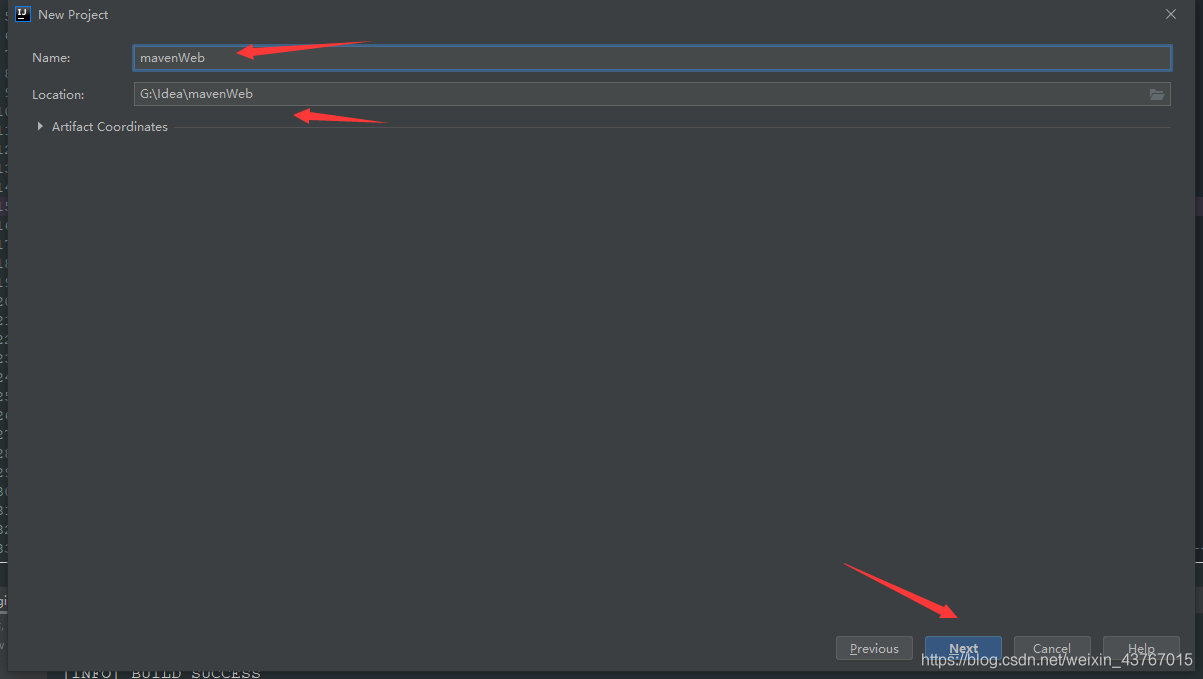 New Project
Name: mavenWeb
Location: G:\Idea\mavenWeb
Artifact Coordinates
Previous Next Cancel Help
https://blog.csdn.net/weixin_43767015
[INFO] BUILD SUCCESS